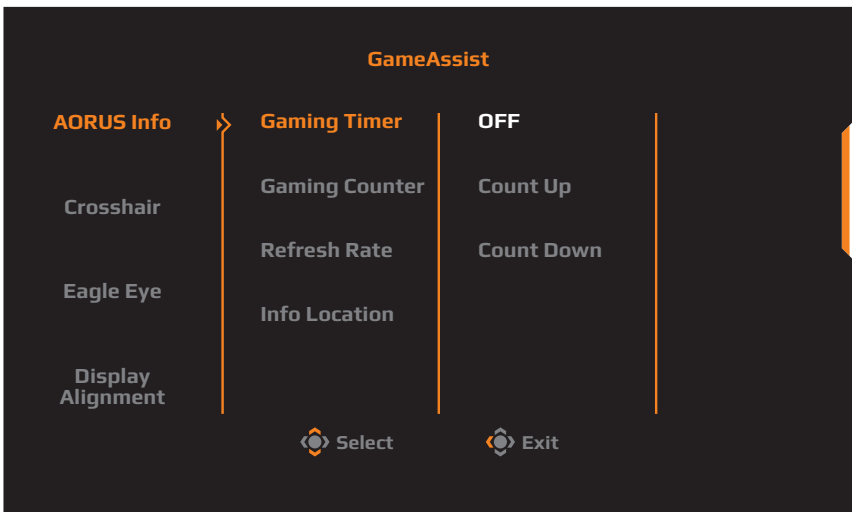 GameAssist
AORUS Info
Crosshair
Eagle Eye
Display
Alignment
Gaming Timer
Gaming Counter
Refresh Rate
Info Location
OFF
Count Up
Count Down
Select
Exit